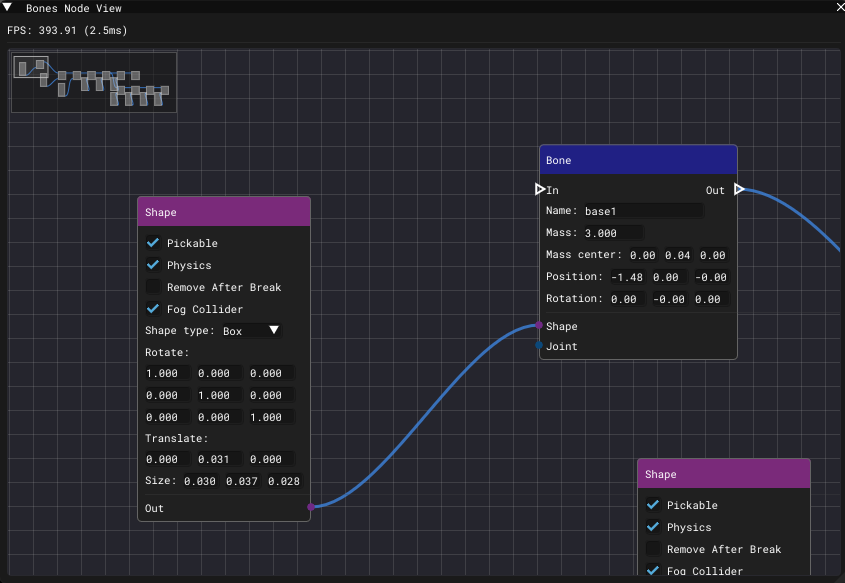 Bones Node View
FPS: 393.91 (2.5ms)
Bone
In Out
Name: base1
Mass: 3.000
Mass center: 0.00 0.04 0.00
Position: -1.48 0.00 -0.00
Rotation: 0.00 -0.00 0.00
Shape
Joint
Shape
Pickable
Physics
Remove After Break
Fog Collider
Shape type: Box
Rotate:
1.000 0.000 0.000
0.000 1.000 0.000
0.000 0.000 1.000
Translate:
0.000 0.031 0.000
Size: 0.030 0.037 0.028
Out
Shape
Pickable
Physics
Remove After Break
Fog Collider